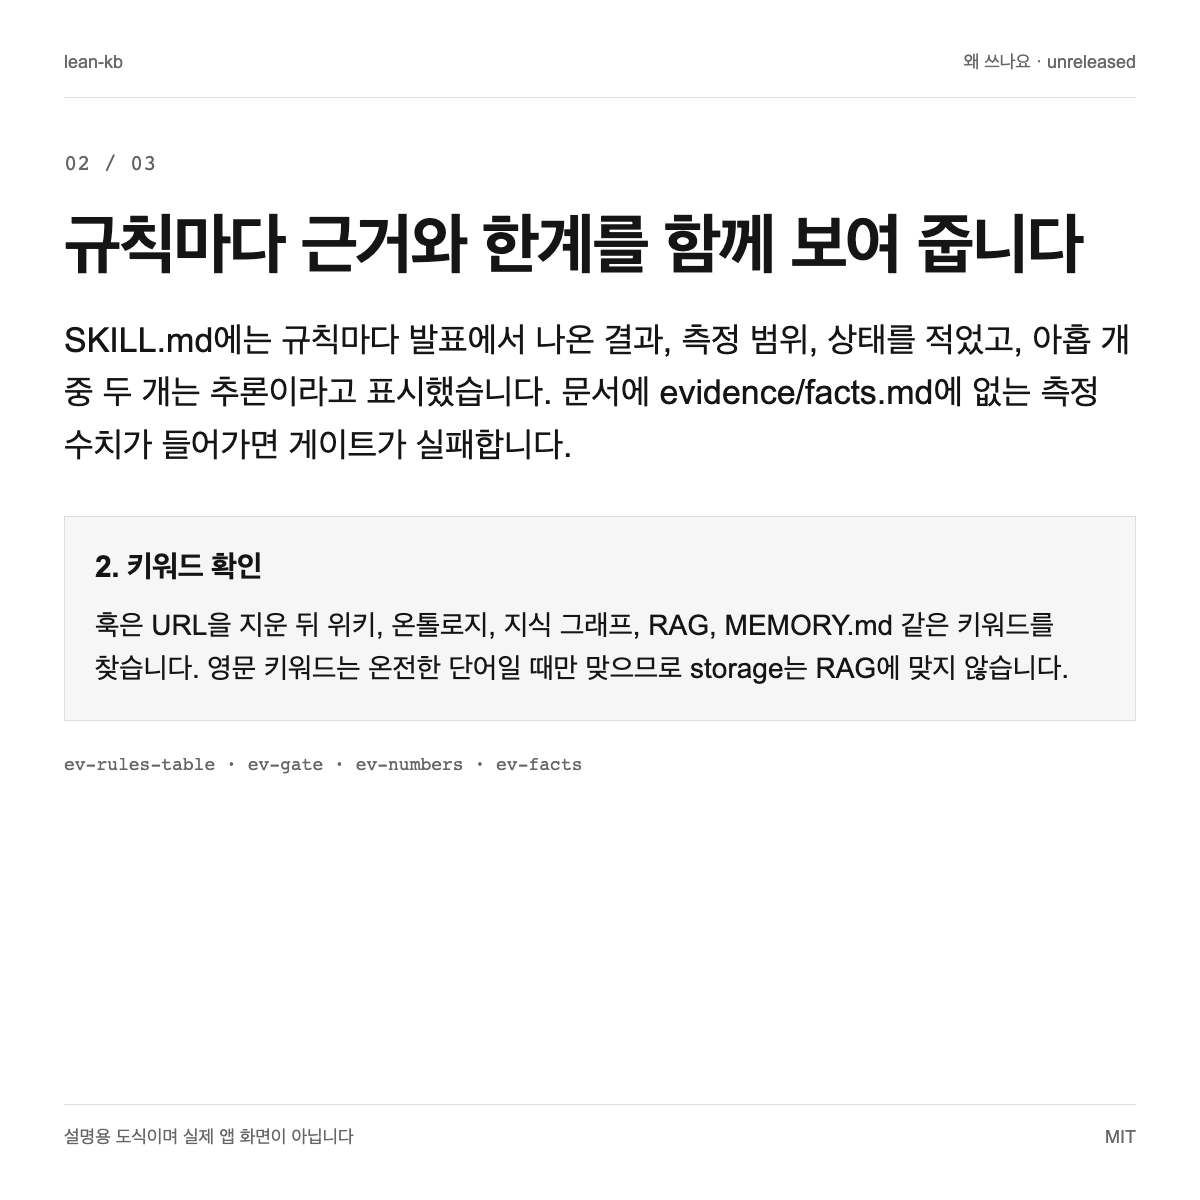 lean-kb
왜 쓰나요 · unreleased
02 / 03
규칙마다 근거와 한계를 함께 보여 줍니다
SKILL.md에는 규칙마다 발표에서 나온 결과, 측정 범위, 상태를 적었고, 아홉 개
중 두 개는 추론이라고 표시했습니다. 문서에 evidence/facts.md에 없는 측정
수치가 들어가면 게이트가 실패합니다.
2. 키워드 확인
훅은 URL을 지운 뒤 위키, 온톨로지, 지식 그래프, RAG, MEMORY.md 같은 키워드를
찾습니다. 영문 키워드는 온전한 단어일 때만 맞으므로 storage는 RAG에 맞지 않습니다.
ev-rules-table · ev-gate · ev-numbers · ev-facts
설명용 도식이며 실제 앱 화면이 아닙니다
MIT